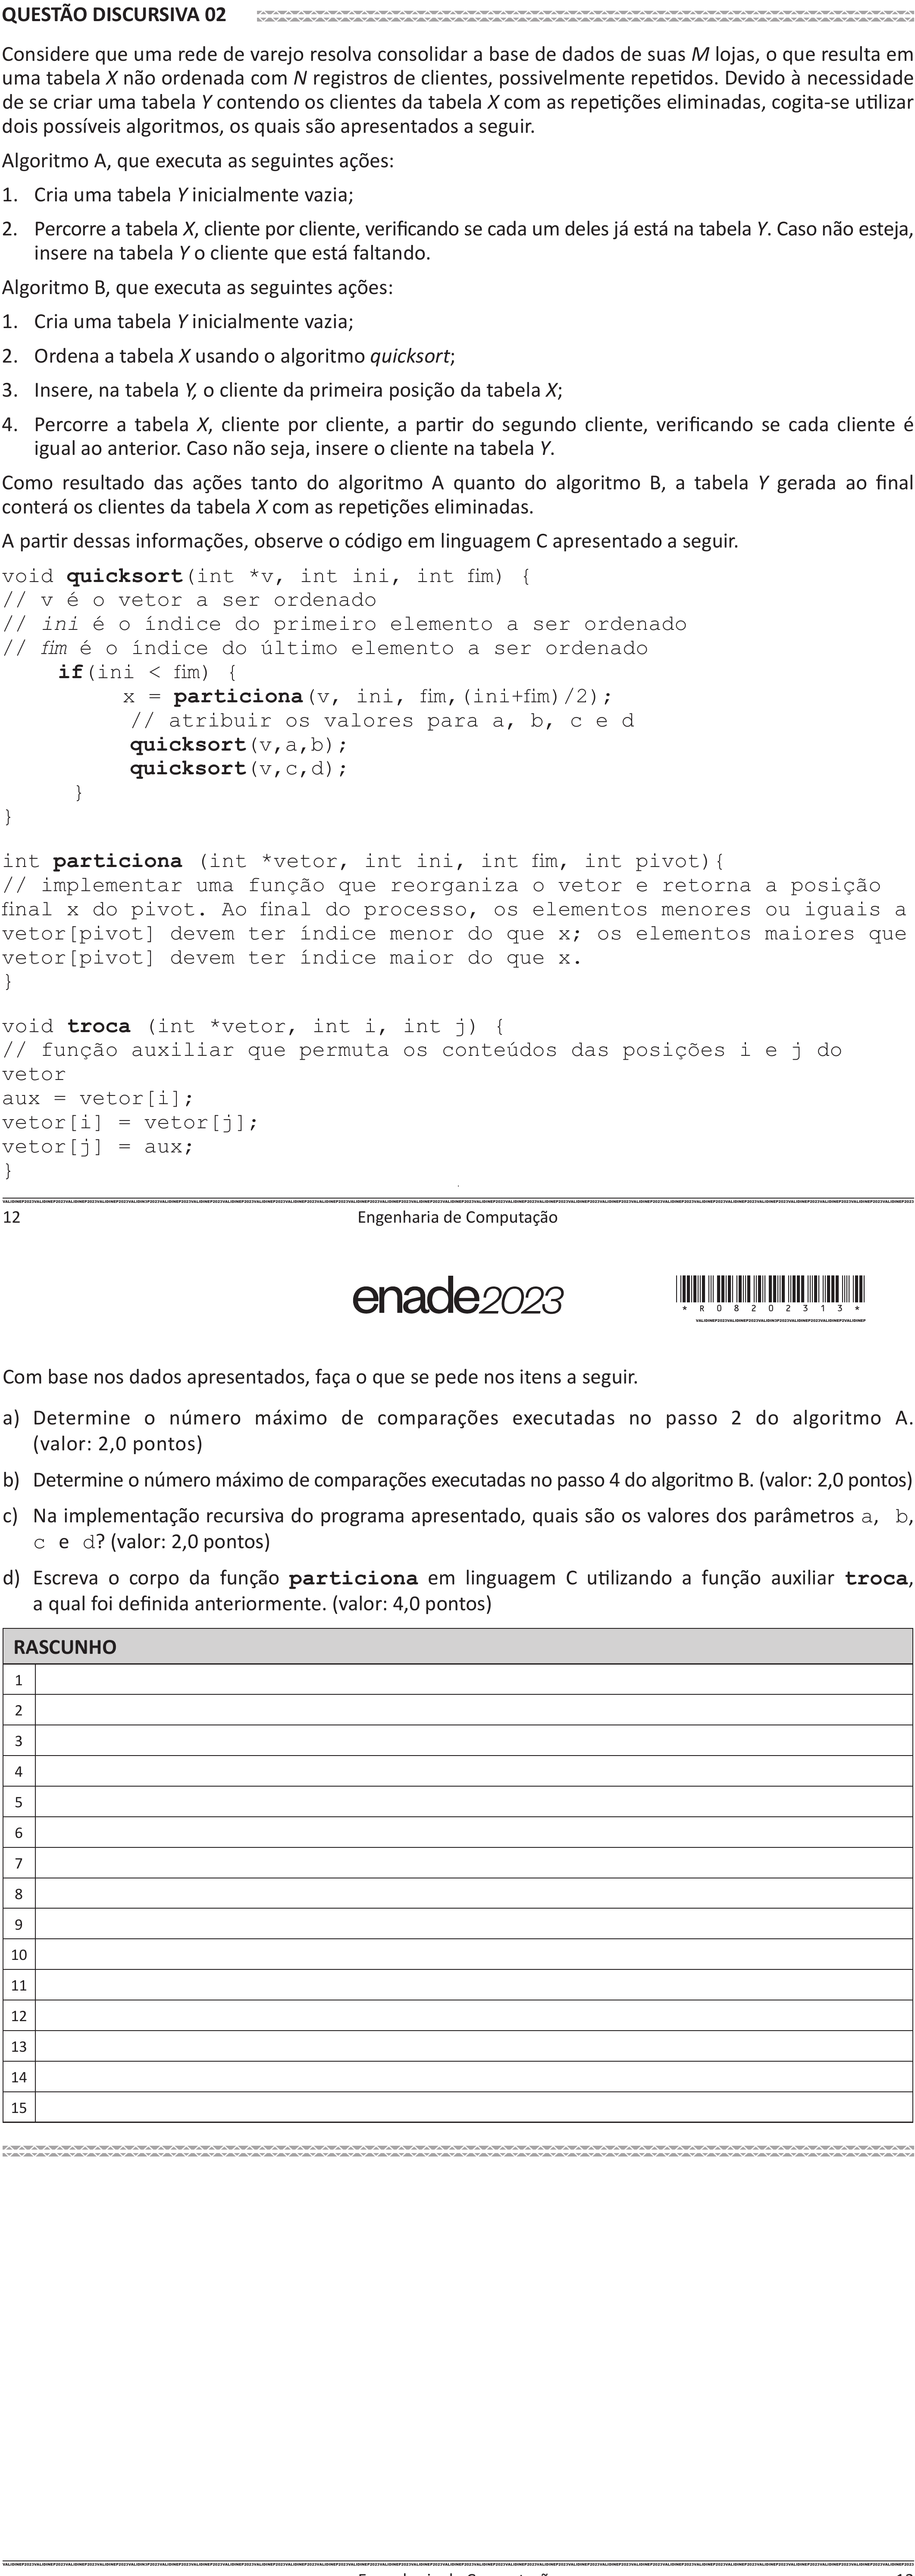 QUESTÃO DISCURSIVA 02
Considere que uma rede de varejo resolva consolidar a base de dados de suas M lojas, o que resulta em
uma tabela X não ordenada com N registros de clientes, possivelmente repetidos. Devido à necessidade
de se criar uma tabela Y contendo os clientes da tabela X com as repetições eliminadas, cogita-se utilizar
dois possíveis algoritmos, os quais são apresentados a seguir.
Algoritmo A, que executa as seguintes ações:
1. Cria uma tabela Y inicialmente vazia;
2. Percorre a tabela X, cliente por cliente, verificando se cada um deles já está na tabela Y. Caso não esteja,
insere na tabela Y o cliente que está faltando.
Algoritmo B, que executa as seguintes ações:
1. Cria uma tabela Y inicialmente vazia;
2. Ordena a tabela X usando o algoritmo quicksort;
3. Insere, na tabela Y, o cliente da primeira posição da tabela X;
4. Percorre a tabela X, cliente por cliente, a partir do segundo cliente, verificando se cada cliente é
igual ao anterior. Caso não seja, insere o cliente na tabela Y.
Como resultado das ações tanto do algoritmo A quanto do algoritmo B, a tabela Y gerada ao final
conterá os clientes da tabela X com as repetições eliminadas.
A partir dessas informações, observe o código em linguagem C apresentado a seguir.
void quicksort(int *v, int ini, int fim) {
// v é o vetor a ser ordenado
// ini é o índice do primeiro elemento a ser ordenado
// fim é o índice do último elemento a ser ordenado
if(ini < fim) {
x = particiona(v, ini, fim,(ini+fim)/2);
// atribuir os valores para a, b, c e d
quicksort(v,a,b);
quicksort(v,c,d);
}
}
int particiona (int *vetor, int ini, int fim, int pivot){
// implementar uma função que reorganiza o vetor e retorna a posição
final x do pivot. Ao final do processo, os elementos menores ou iguais a
vetor[pivot] devem ter índice menor do que x; os elementos maiores que
vetor[pivot] devem ter índice maior do que x.
}
void troca (int *vetor, int i, int j) {
// função auxiliar que permuta os conteúdos das posições i e j do
vetor
aux = vetor[i];
vetor[i] = vetor[j];
vetor[j] = aux;
}
12
Engenharia de Computação
enade2023
*R08202313*
Com base nos dados apresentados, faça o que se pede nos itens a seguir.
a) Determine o número máximo de comparações executadas no passo 2 do algoritmo A.
(valor: 2,0 pontos)
b) Determine o número máximo de comparações executadas no passo 4 do algoritmo B. (valor: 2,0 pontos)
c) Na implementação recursiva do programa apresentado, quais são os valores dos parâmetros a, b,
c e d? (valor: 2,0 pontos)
d) Escreva o corpo da função particiona em linguagem C utilizando a função auxiliar troca,
a qual foi definida anteriormente. (valor: 4,0 pontos)
RASCUNHO
1
2
3
4
5
6
7
8
9
10
11
12
13
14
15